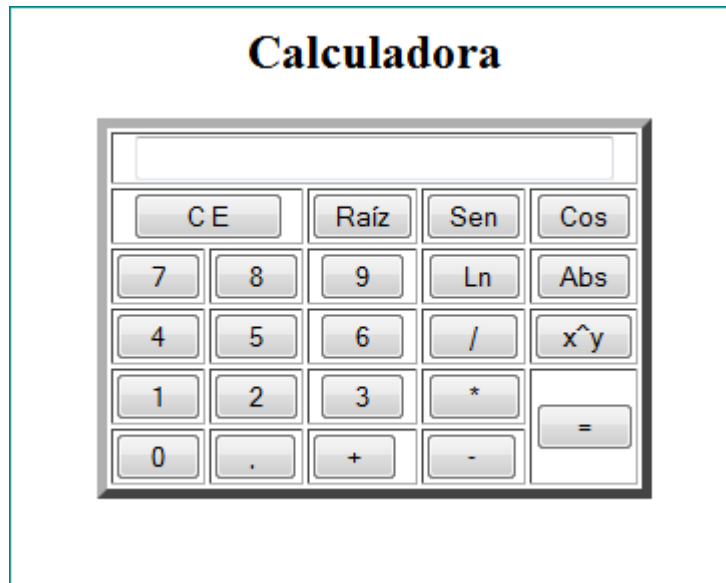 Calculadora
C E Raíz Sen Cos
7 8 9 Ln Abs
4 5 6 / x^y
1 2 3 *
=
0 . + -